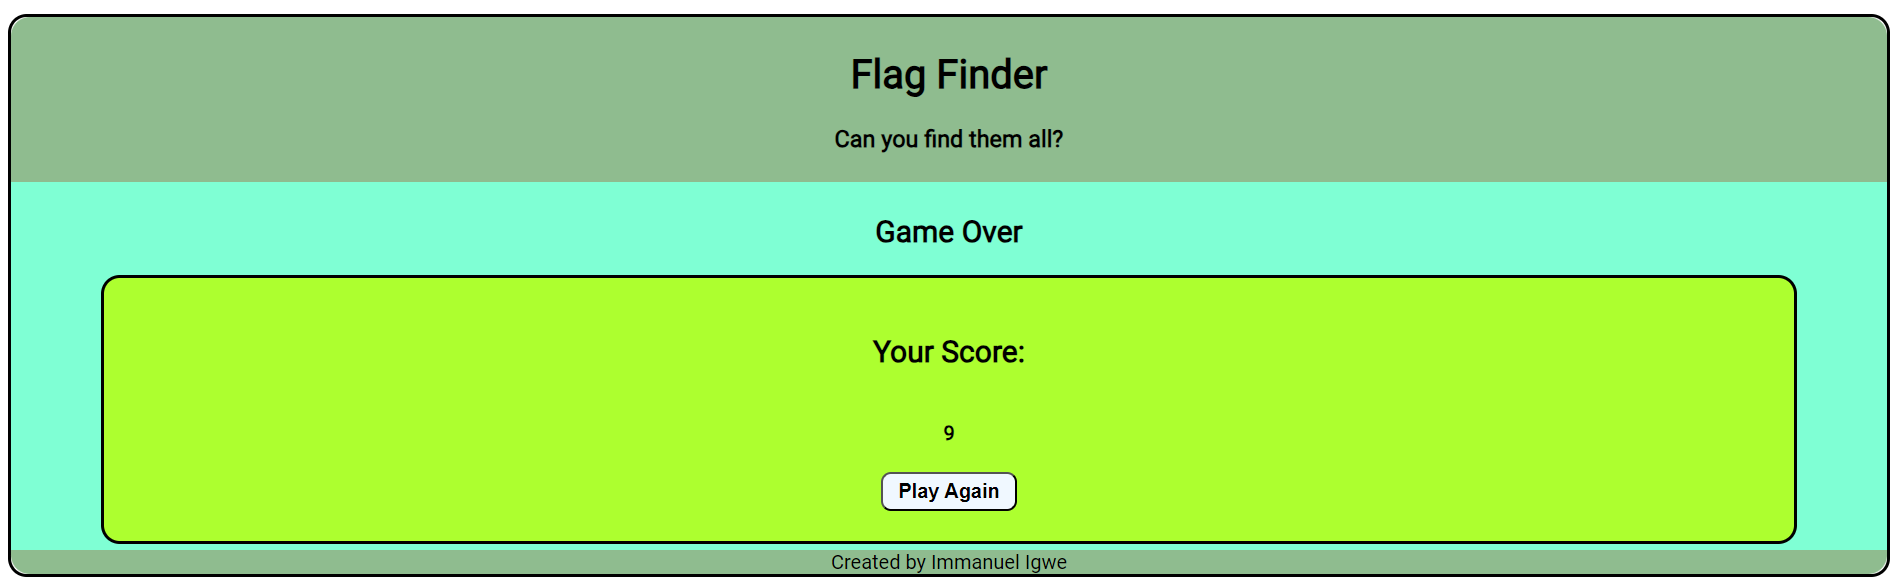 Flag Finder
Can you find them all?
Game Over
Your Score:
9
Play Again
Created by Immanuel Igwe